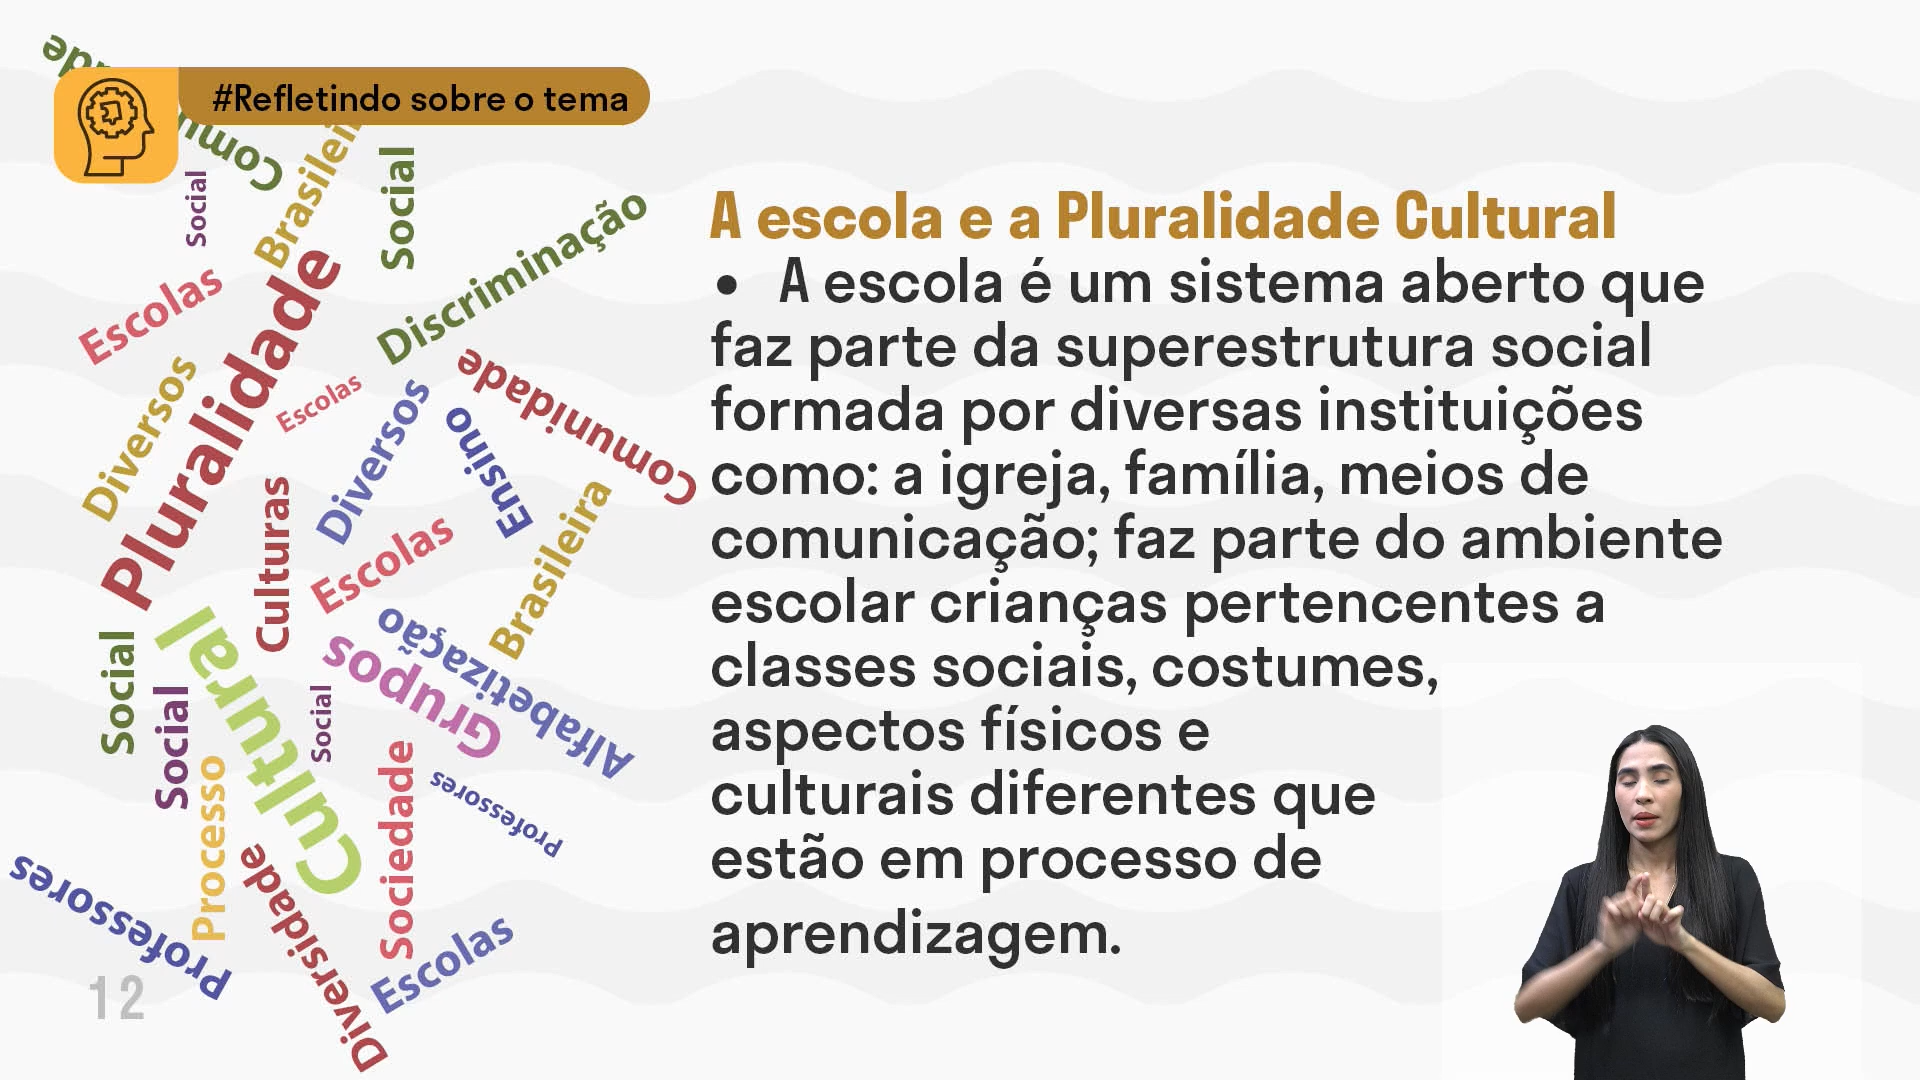 #Refletindo sobre o tema
A escola e a Pluralidade Cultural
• A escola é um sistema aberto que
faz parte da superestrutura social
formada por diversas instituições
como: a igreja, família, meios de
comunicação; faz parte do ambiente
escolar crianças pertencentes a
classes sociais, costumes,
aspectos físicos e
culturais diferentes que
estão em processo de
aprendizagem.
Social
Social
Discriminação
Escolas
Pluralidade
Escolas
Diversos
Diversos
Comunidade
Ensino
Culturas
Escolas
Brasileira
Alfabetização
Grupos
Social
Social
Social
Cultural
Processo
Sociedade
Professores
Professores
Diversidade
Escolas
12